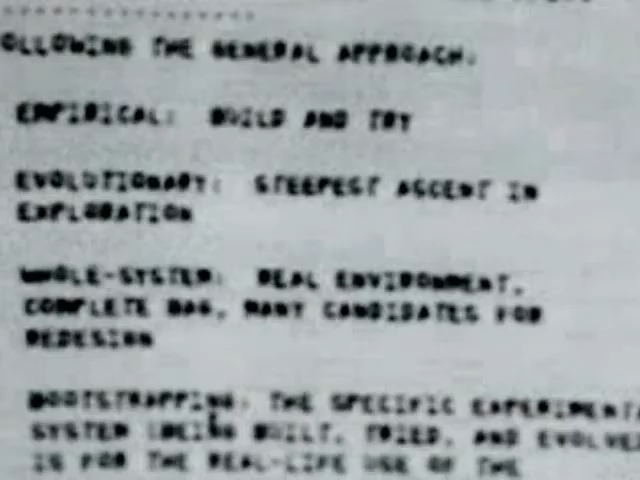 OLLOWING THE GENERAL APPROACH:
EMPIRICAL: BUILD AND TRY
EVOLUTIONARY: STEEPEST ASCENT IN
EXPLORATION
WHOLE-SYSTEM: REAL ENVIRONMENT,
COMPLETE BAG, MANY CANDIDATES FOR
REDESIGN
BOOTSTRAPPING: THE SPECIFIC EXPERIMENTA
SYSTEM (BEING BUILT, TRIED, AND EVOLVE
IS FOR THE REAL-LIFE USE OF THE